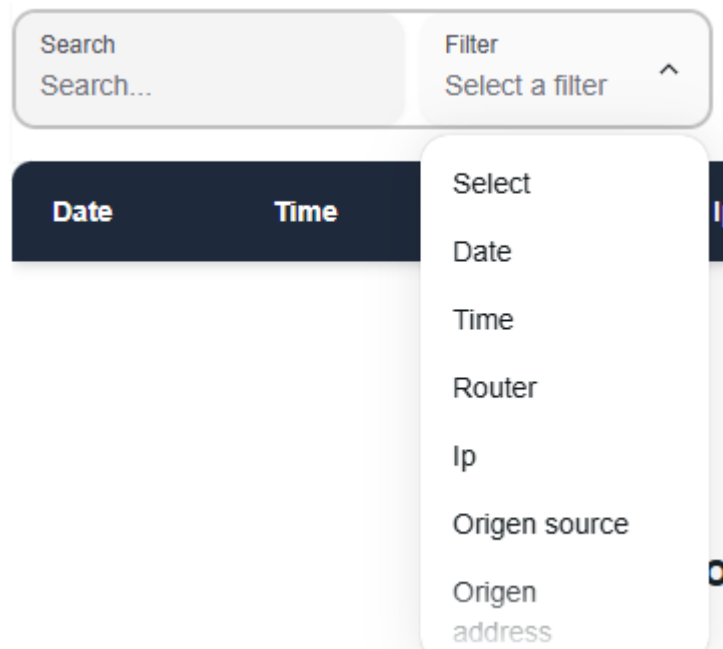 Search
Filter
Search...
Select a filter
Date
Time
Select
Date
Time
Router
Ip
Origen source
Origen
address